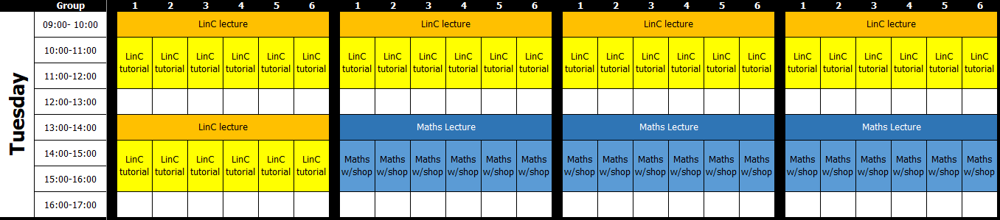 Group 1 2 3 4 5 6 1 2 3 4 5 6 1 2 3 4 5 6 1 2 3 4 5 6
Tuesday
09:00- 10:00 LinC lecture LinC lecture LinC lecture LinC lecture
10:00-11:00 LinC LinC LinC LinC LinC LinC LinC LinC LinC LinC LinC LinC LinC LinC LinC LinC LinC LinC LinC LinC LinC LinC LinC LinC
11:00-12:00 tutorial tutorial tutorial tutorial tutorial tutorial tutorial tutorial tutorial tutorial tutorial tutorial tutorial tutorial tutorial tutorial tutorial tutorial tutorial tutorial tutorial tutorial tutorial tutorial
12:00-13:00
13:00-14:00 LinC lecture Maths Lecture Maths Lecture Maths Lecture
14:00-15:00 LinC LinC LinC LinC LinC LinC Maths Maths Maths Maths Maths Maths Maths Maths Maths Maths Maths Maths Maths Maths Maths Maths Maths Maths
15:00-16:00 tutorial tutorial tutorial tutorial tutorial tutorial w/shop w/shop w/shop w/shop w/shop w/shop w/shop w/shop w/shop w/shop w/shop w/shop w/shop w/shop w/shop w/shop w/shop w/shop
16:00-17:00